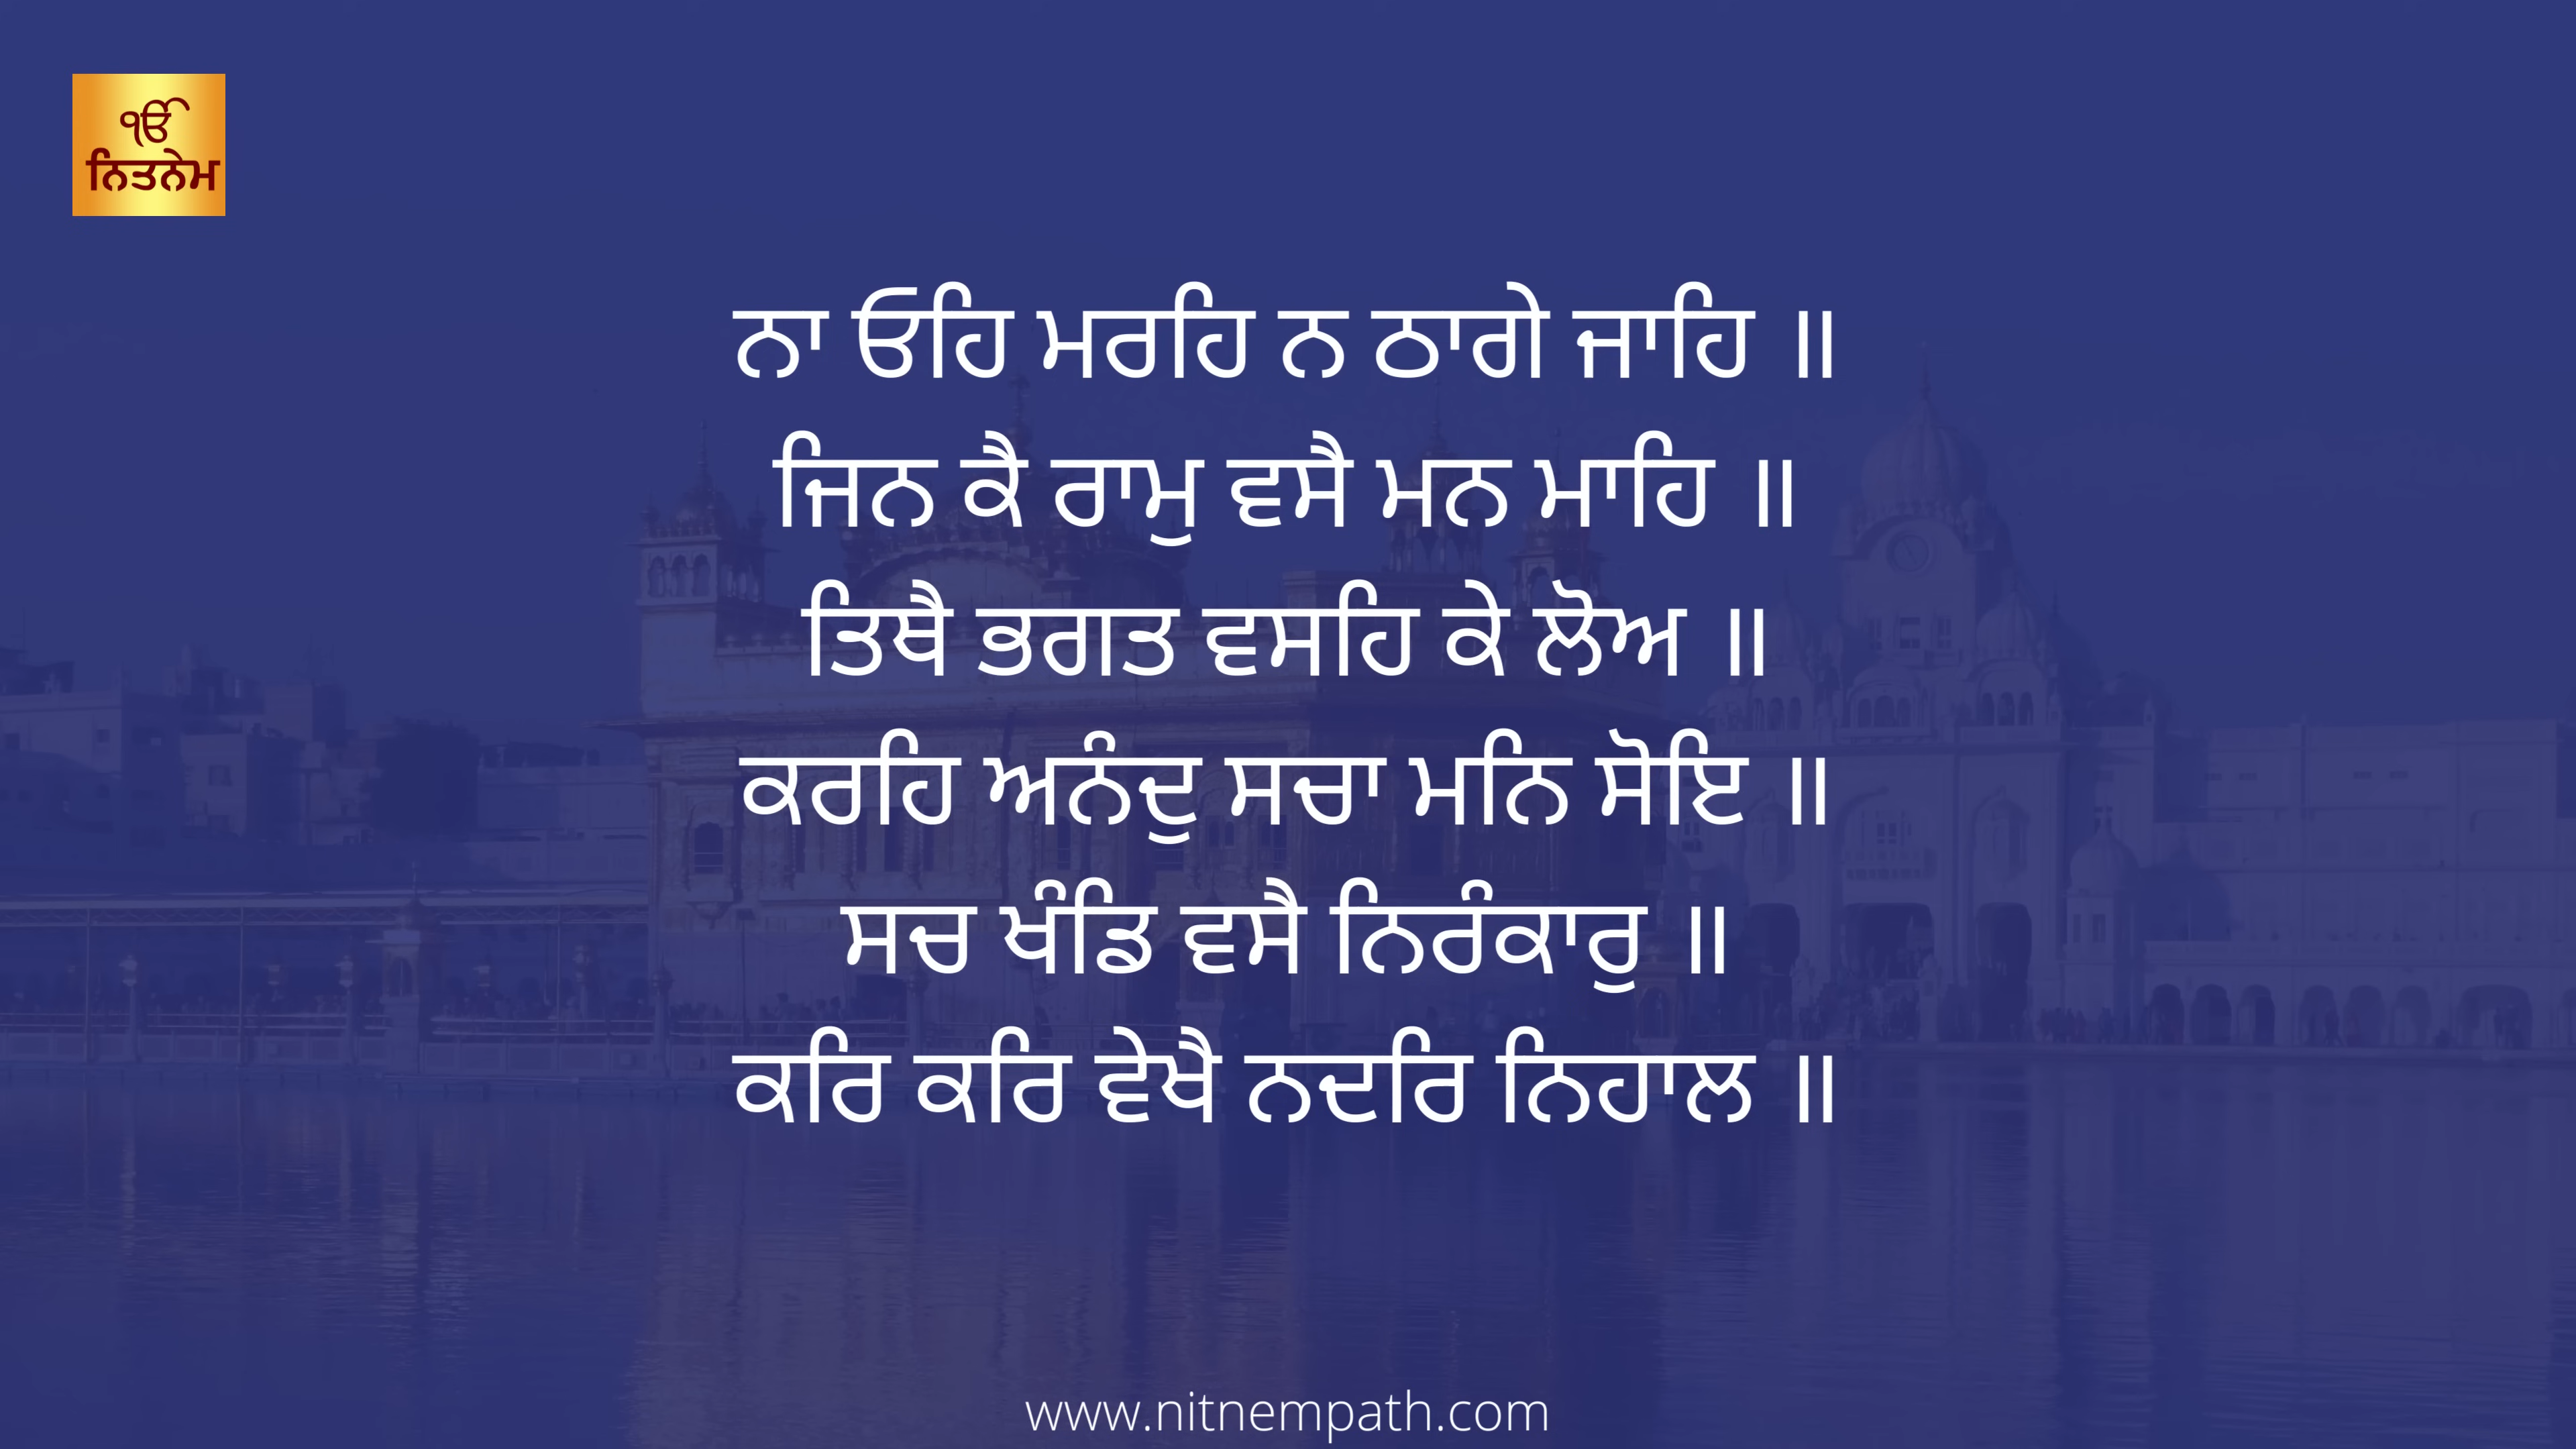 ੴ
ਨਿਤਨੇਮ
ਨਾ ਓਹਿ ਮਰਹਿ ਨ ਠਾਗੇ ਜਾਹਿ ॥
ਜਿਨ ਕੈ ਰਾਮੁ ਵਸੈ ਮਨ ਮਾਹਿ ॥
ਤਿਥੈ ਭਗਤ ਵਸਹਿ ਕੇ ਲੋਅ ॥
ਕਰਹਿ ਅਨੰਦੁ ਸਚਾ ਮਨਿ ਸੋਇ ॥
ਸਚ ਖੰਡਿ ਵਸੈ ਨਿਰੰਕਾਰੁ ॥
ਕਰਿ ਕਰਿ ਵੇਖੈ ਨਦਰਿ ਨਿਹਾਲ ॥
www.nitnempath.com